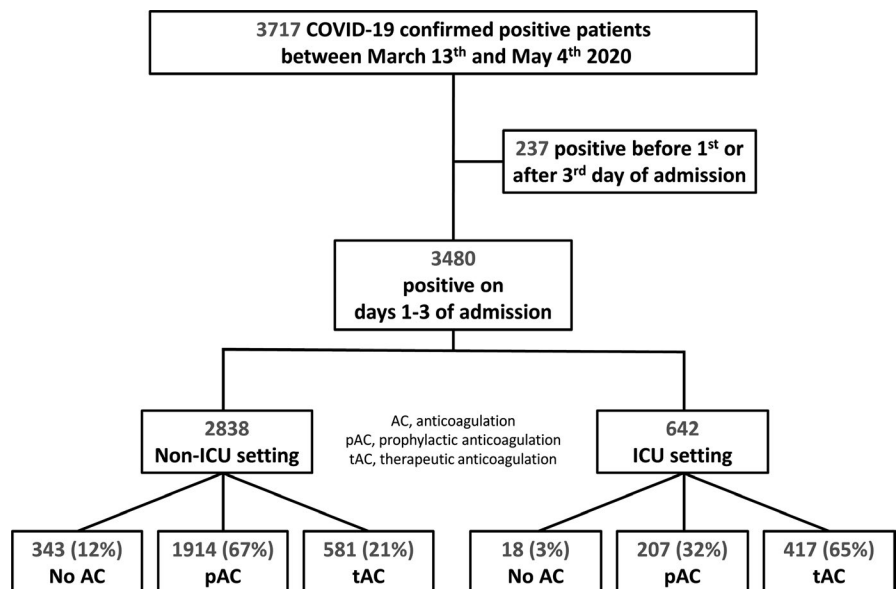 3717 COVID-19 confirmed positive patients
between March 13th and May 4th 2020
237 positive before 1st or
after 3rd day of admission
3480
positive on
days 1-3 of admission
2838
Non-ICU setting
AC, anticoagulation
pAC, prophylactic anticoagulation
tAC, therapeutic anticoagulation
642
ICU setting
343 (12%)
No AC
1914 (67%)
pAC
581 (21%)
tAC
18 (3%)
No AC
207 (32%)
pAC
417 (65%)
tAC